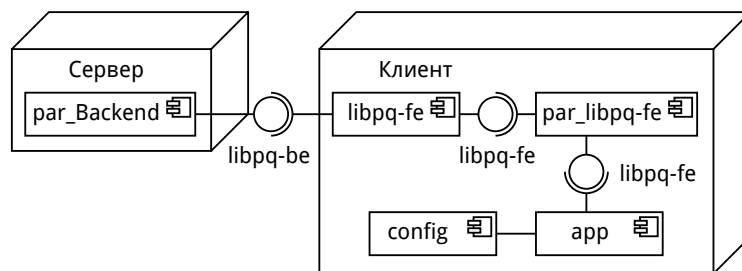 Сервер
Клиент
par_Backend
libpq-fe
par_libpq-fe
libpq-be
libpq-fe
libpq-fe
config
app